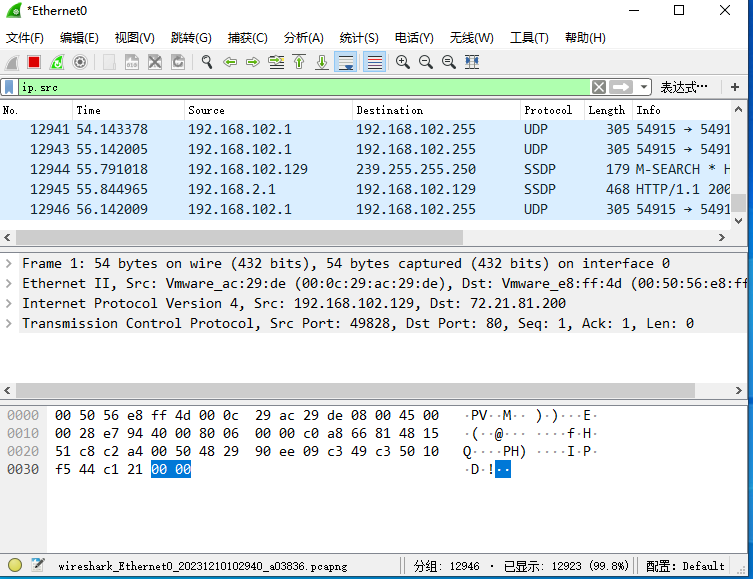 *Ethernet0
文件(F) 编辑(E) 视图(V) 跳转(G) 捕获(C) 分析(A) 统计(S) 电话(Y) 无线(W) 工具(T) 帮助(H)
ip.src 表达式…
No. Time Source Destination Protocol Length Info
12941 54.143378 192.168.102.1 192.168.102.255 UDP 305 54915 → 5491
12943 55.142005 192.168.102.1 192.168.102.255 UDP 305 54915 → 5491
12944 55.791018 192.168.102.129 239.255.255.250 SSDP 179 M-SEARCH * H
12945 55.844965 192.168.2.1 192.168.102.129 SSDP 468 HTTP/1.1 200
12946 56.142009 192.168.102.1 192.168.102.255 UDP 305 54915 → 5491
Frame 1: 54 bytes on wire (432 bits), 54 bytes captured (432 bits) on interface 0
Ethernet II, Src: Vmware_ac:29:de (00:0c:29:ac:29:de), Dst: Vmware_e8:ff:4d (00:50:56:e8:ff
Internet Protocol Version 4, Src: 192.168.102.129, Dst: 72.21.81.200
Transmission Control Protocol, Src Port: 49828, Dst Port: 80, Seq: 1, Ack: 1, Len: 0
0000 00 50 56 e8 ff 4d 00 0c 29 ac 29 de 08 00 45 00 ·PV··M·· )·)···E·
0010 00 28 e7 94 40 00 80 06 00 00 c0 a8 66 81 48 15 ·(··@··· ····f·H·
0020 51 c8 c2 a4 00 50 48 29 90 ee 09 c3 49 c3 50 10 Q····PH) ····I·P·
0030 f5 44 c1 21 00 00 ·D·!··
wireshark_Ethernet0_20231210102940_a03836.pcapng 分组: 12946 · 已显示: 12923 (99.8%) 配置: Default